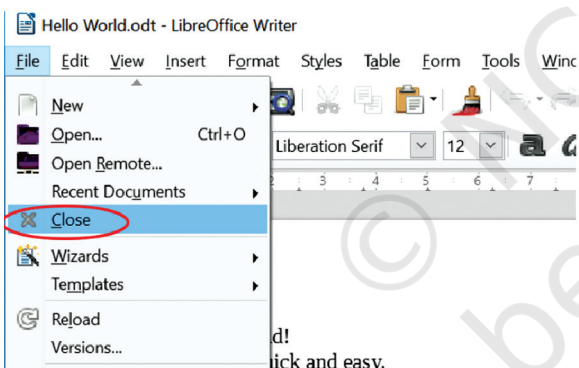 Hello World.odt - LibreOffice Writer
File Edit View Insert Format Styles Table Form Tools
New
Open... Ctrl+O
Liberation Serif 12
Open Remote...
Recent Documents
2 3 4 5 6 7
Close
Wizards
Templates
Reload
d!
Versions...
ick and easy.
© NC
be